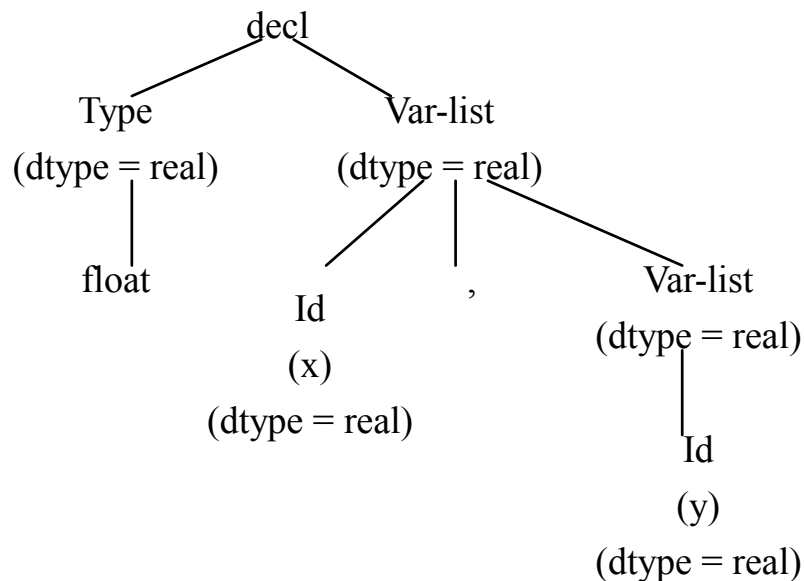 decl
Type Var-list
(dtype = real) (dtype = real)
float
Id
,
Var-list
(x)
(dtype = real)
(dtype = real)
Id
(y)
(dtype = real)